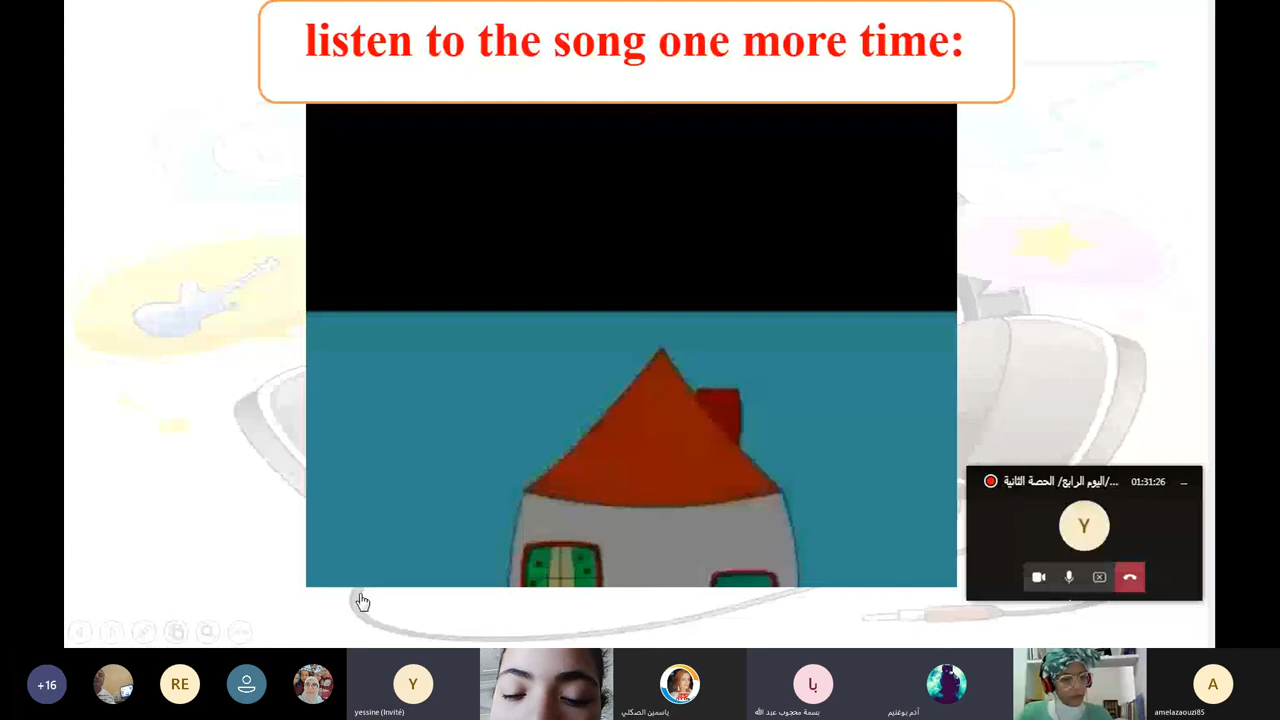 listen to the song one more time:
...اليوم الرابع/ الحصة الثانية/
01:31:26
Y
+16
RE
Y
yessine (Invité)
ياسمين الصكلي
با
بسمة محجوب عبد الله
آدم بوغنيم
A
amelazaouzi85